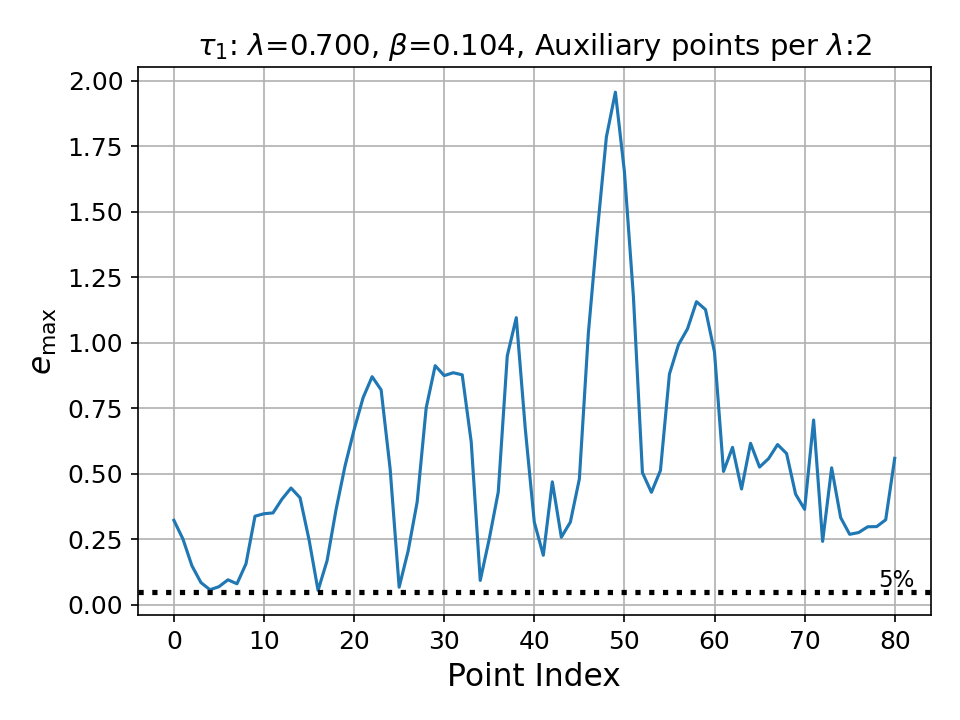 τ₁: λ=0.700, β=0.104, Auxiliary points per λ:2
e_max
2.00
1.75
1.50
1.25
1.00
0.75
0.50
0.25
0.00
5%
0 10 20 30 40 50 60 70 80
Point Index